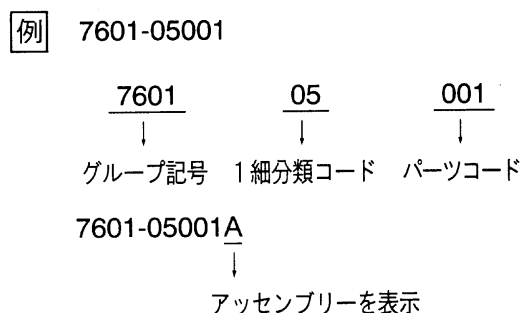 例 7601-05001
7601 05 001
グループ記号 1細分類コード パーツコード
7601-05001A
アッセンブリーを表示